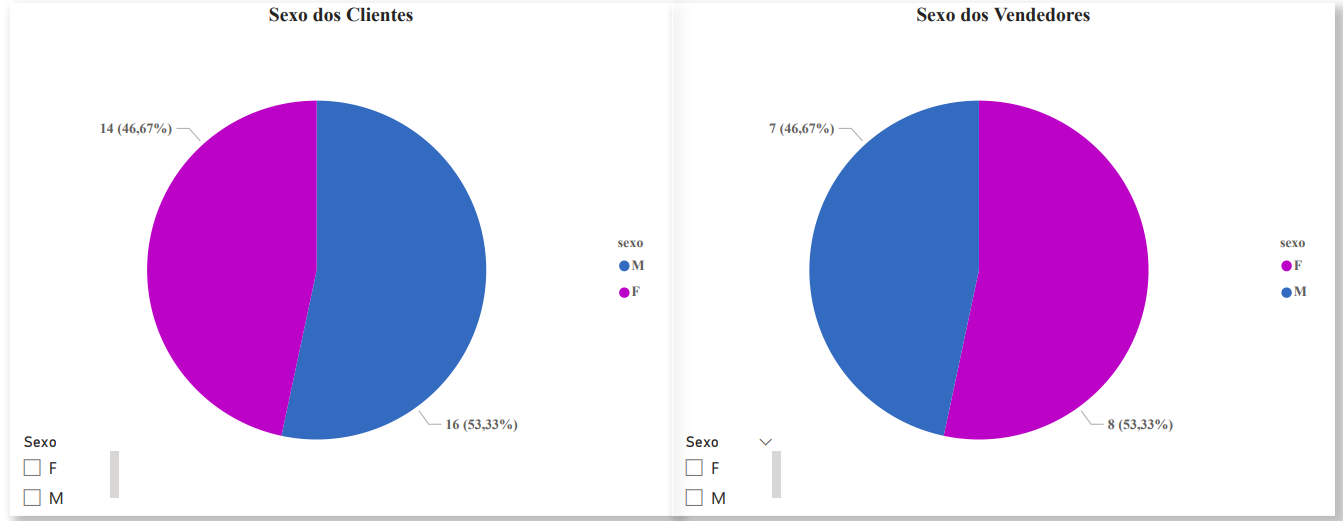 Sexo dos Clientes
14 (46,67%)
sexo
M
F
16 (53,33%)
Sexo
F
M
Sexo dos Vendedores
7 (46,67%)
sexo
F
M
8 (53,33%)
Sexo
F
M